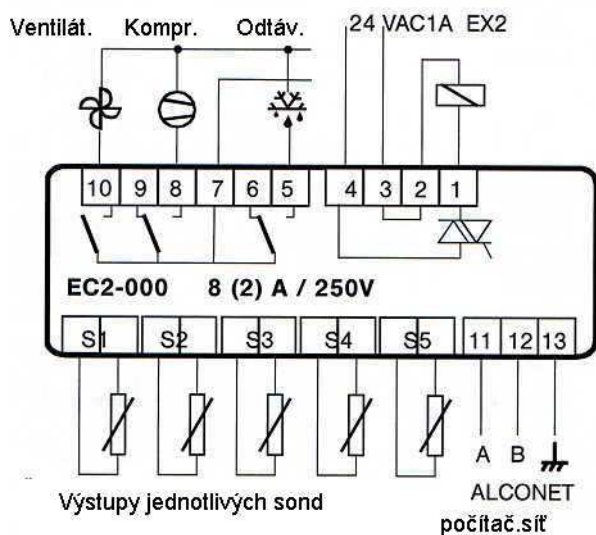 Ventilát. Kompr. Odtáv. 24 VAC1A EX2
10 9 8 7 6 5 4 3 2 1
EC2-000 8 (2) A / 250V
S1 S2 S3 S4 S5 11 12 13
A B
Výstupy jednotlivých sond
ALCONET
počítač.síť